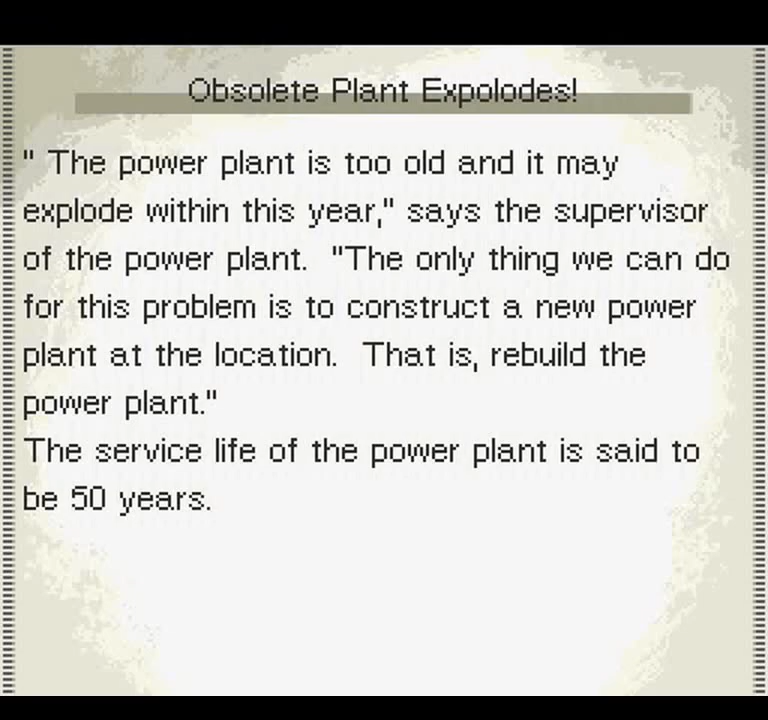 Obsolete Plant Expolodes!
" The power plant is too old and it may
explode within this year," says the supervisor
of the power plant.  "The only thing we can do
for this problem is to construct a new power
plant at the location.  That is, rebuild the
power plant."
The service life of the power plant is said to
be 50 years.